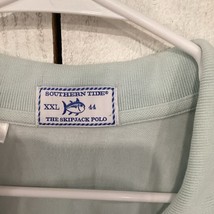 SOUTHERN TIDE®
XXL 44
THE SKIPJACK POLO